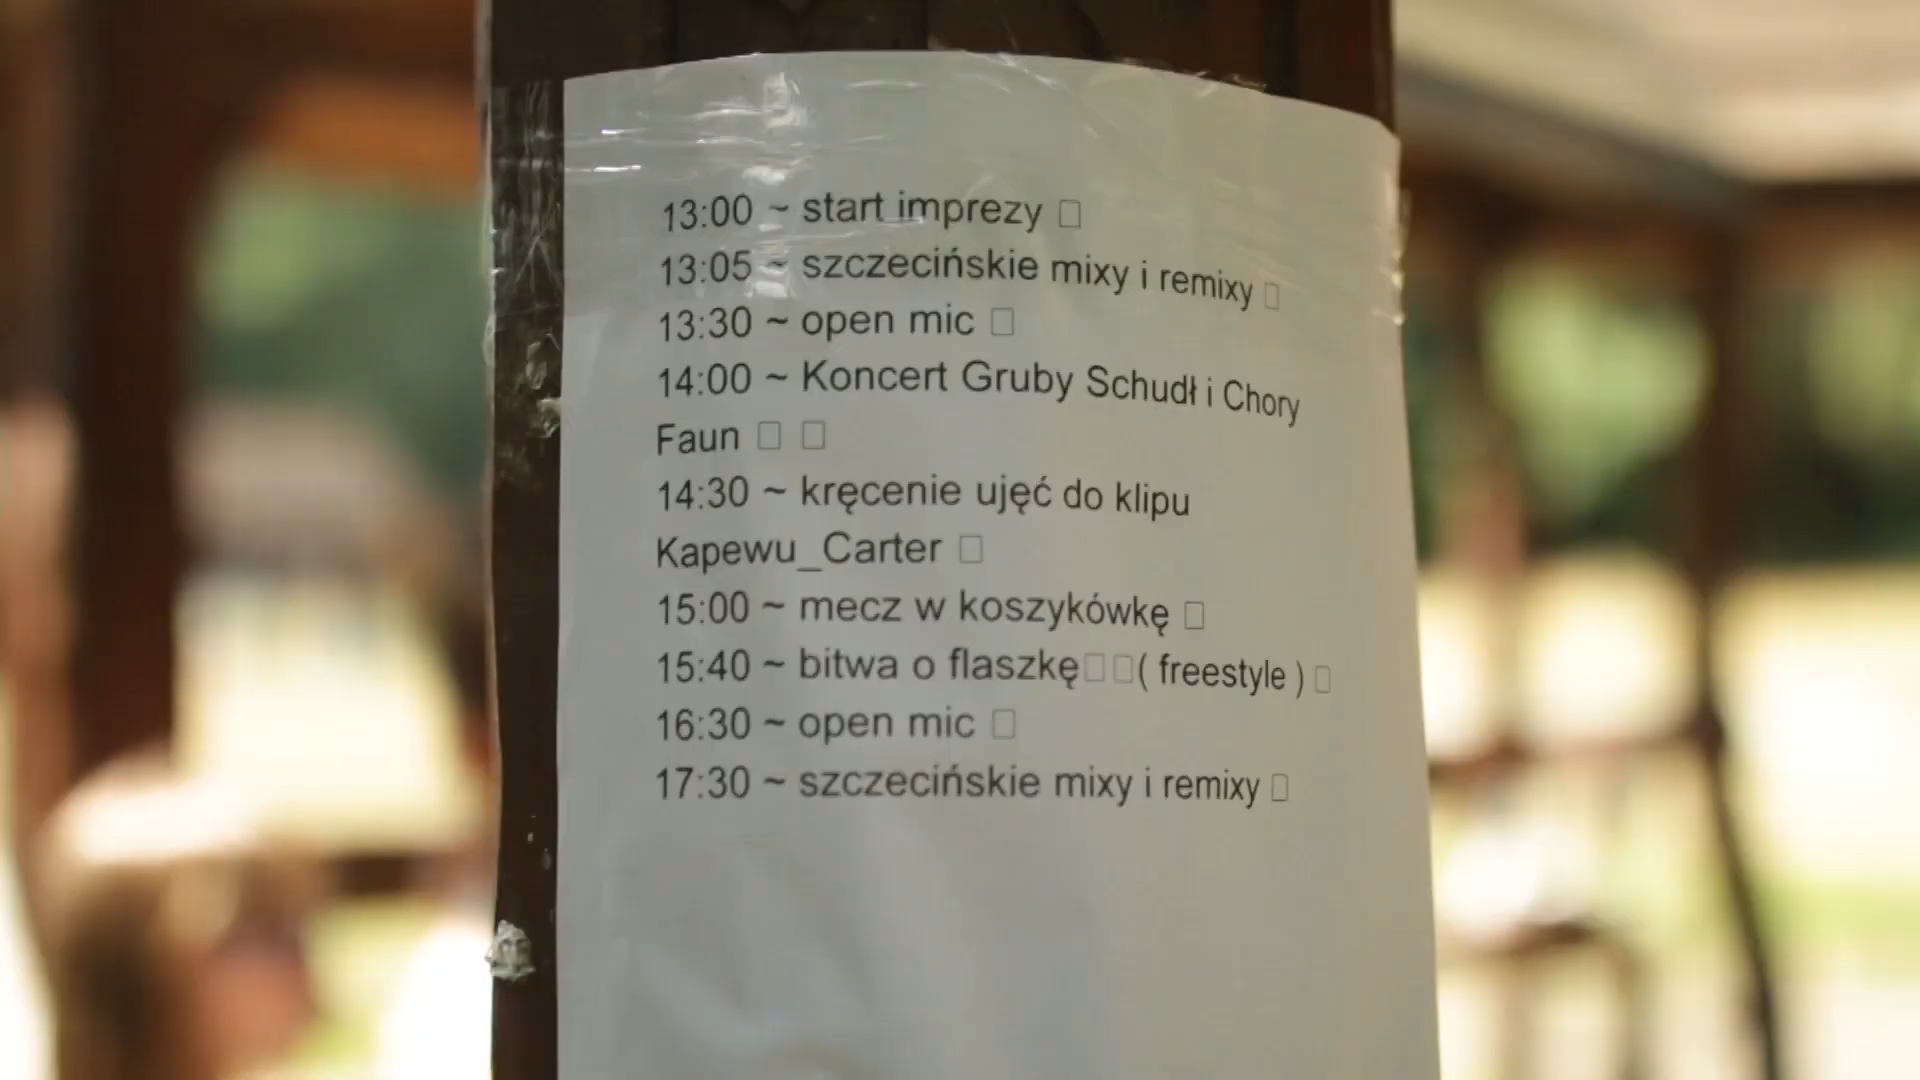 13:00 ~ start imprezy □
13:05 ~ szczecińskie mixy i remixy □
13:30 ~ open mic □
14:00 ~ Koncert Gruby Schudł i Chory
Faun □ □
14:30 ~ kręcenie ujęć do klipu
Kapewu_Carter □
15:00 ~ mecz w koszykówkę □
15:40 ~ bitwa o flaszkę□□( freestyle ) □
16:30 ~ open mic □
17:30 ~ szczecińskie mixy i remixy □